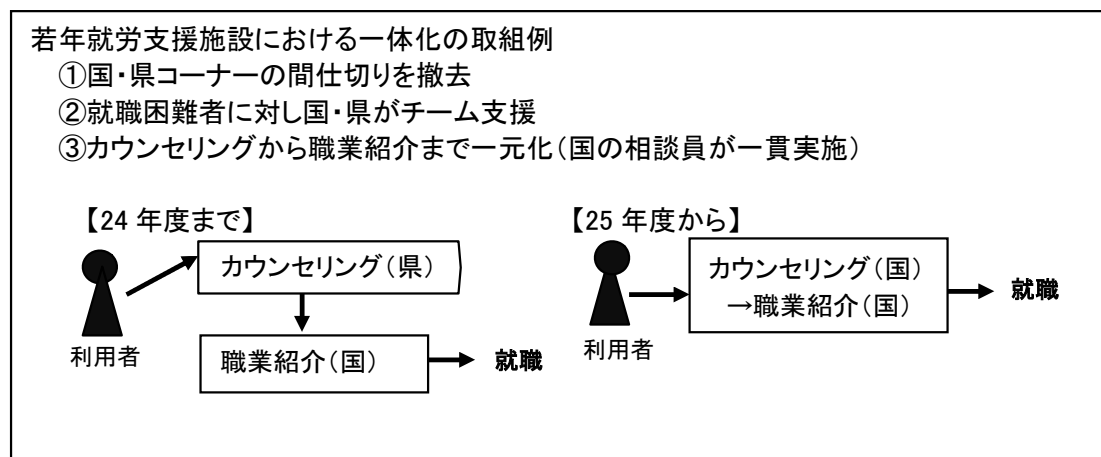 若年就労支援施設における一体化の取組例
①国・県コーナーの間仕切りを撤去
②就職困難者に対し国・県がチーム支援
③カウンセリングから職業紹介まで一元化（国の相談員が一貫実施）
【24 年度まで】
カウンセリング（県）
利用者
職業紹介（国）
就職
【25 年度から】
カウンセリング（国）
→職業紹介（国）
利用者
就職